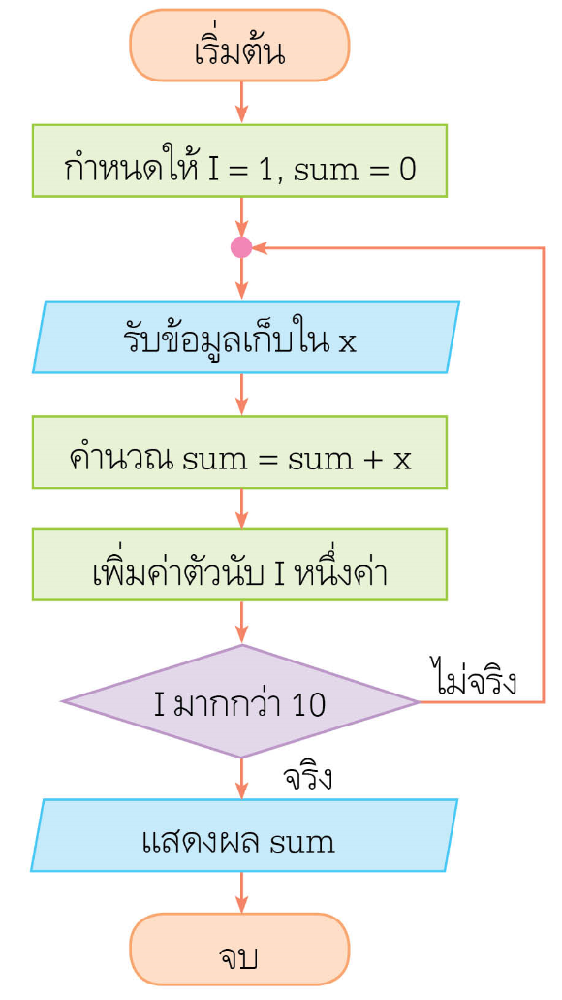 เริ่มต้น
กำหนดให้ I = 1, sum = 0
รับข้อมูลเก็บใน x
คำนวณ sum = sum + x
เพิ่มค่าตัวนับ I หนึ่งค่า
I มากกว่า 10
ไม่จริง
จริง
แสดงผล sum
จบ